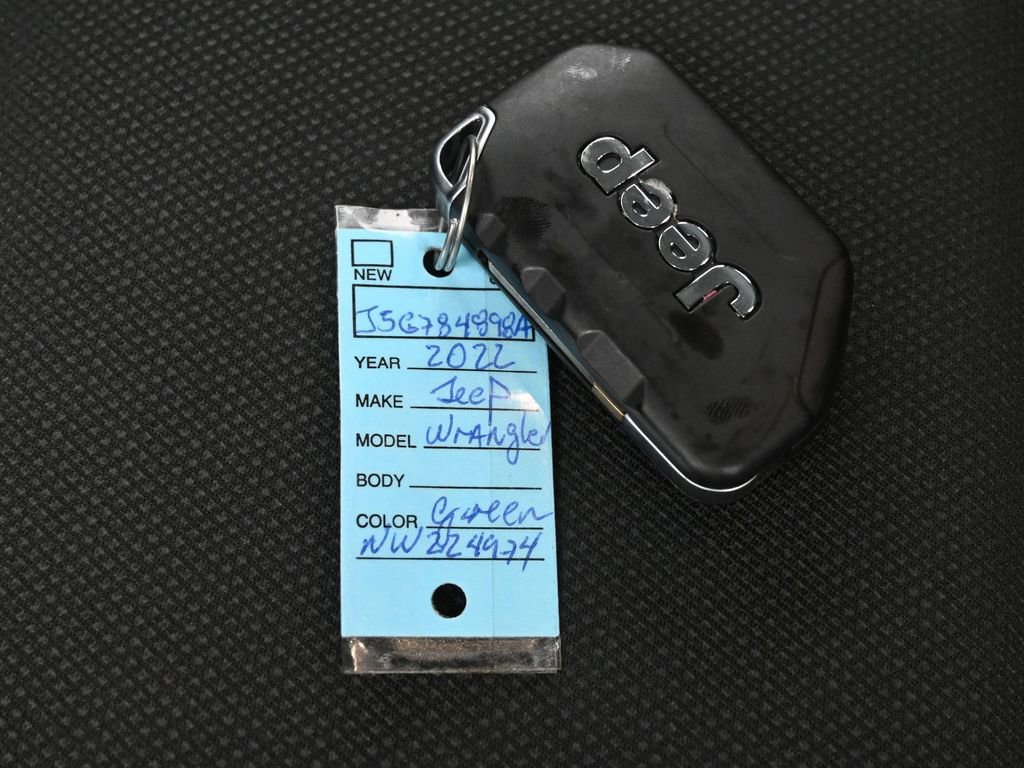 NEW
J5G784898A
YEAR 2022
MAKE Jeep
MODEL Wrangler
BODY
COLOR Green
NW224974
Jeep